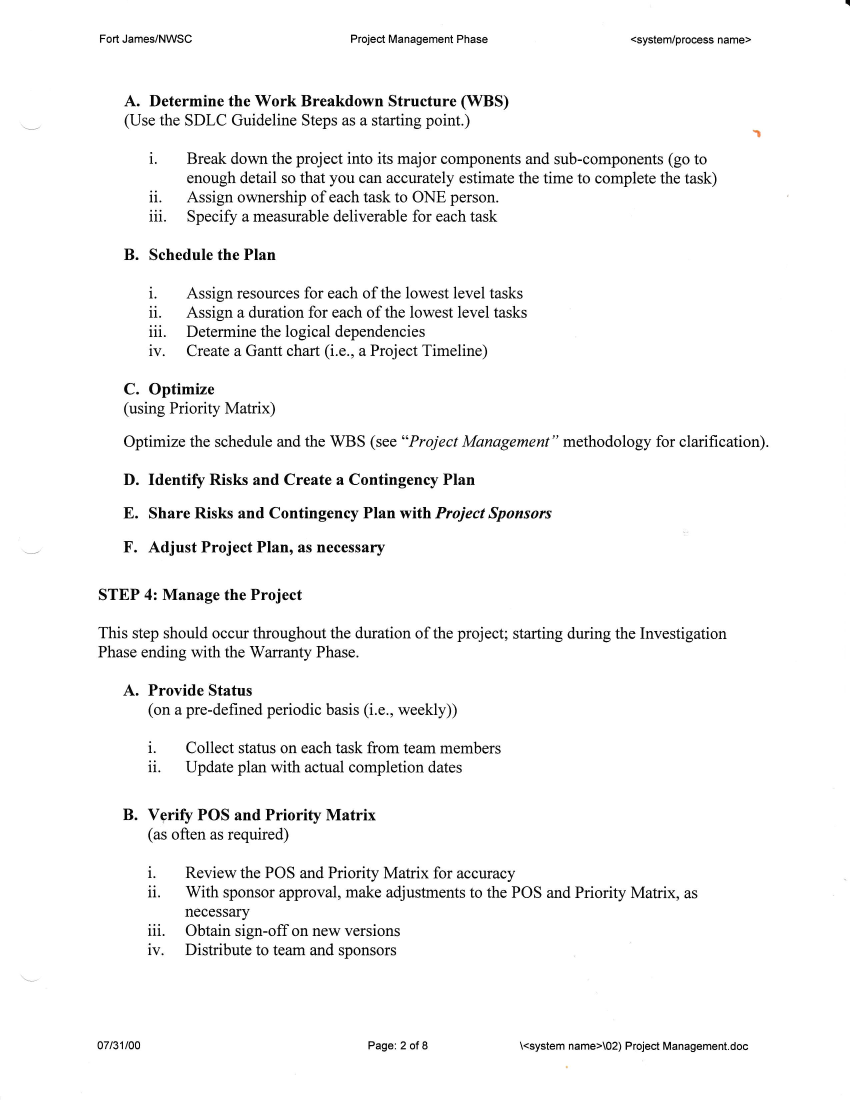 Fort James/NWSC Project Management Phase <system/process name>
A. Determine the Work Breakdown Structure (WBS)
(Use the SDLC Guideline Steps as a starting point.)
i. Break down the project into its major components and sub-components (go to
enough detail so that you can accurately estimate the time to complete the task)
ii. Assign ownership of each task to ONE person.
iii. Specify a measurable deliverable for each task
B. Schedule the Plan
i. Assign resources for each of the lowest level tasks
ii. Assign a duration for each of the lowest level tasks
iii. Determine the logical dependencies
iv. Create a Gantt chart (i.e., a Project Timeline)
C. Optimize
(using Priority Matrix)
Optimize the schedule and the WBS (see “Project Management” methodology for clarification).
D. Identify Risks and Create a Contingency Plan
E. Share Risks and Contingency Plan with Project Sponsors
F. Adjust Project Plan, as necessary
STEP 4: Manage the Project
This step should occur throughout the duration of the project; starting during the Investigation
Phase ending with the Warranty Phase.
A. Provide Status
(on a pre-defined periodic basis (i.e., weekly))
i. Collect status on each task from team members
ii. Update plan with actual completion dates
B. Verify POS and Priority Matrix
(as often as required)
i. Review the POS and Priority Matrix for accuracy
ii. With sponsor approval, make adjustments to the POS and Priority Matrix, as
necessary
iii. Obtain sign-off on new versions
iv. Distribute to team and sponsors
07/31/00 Page: 2 of 8 \<system name>\02) Project Management.doc